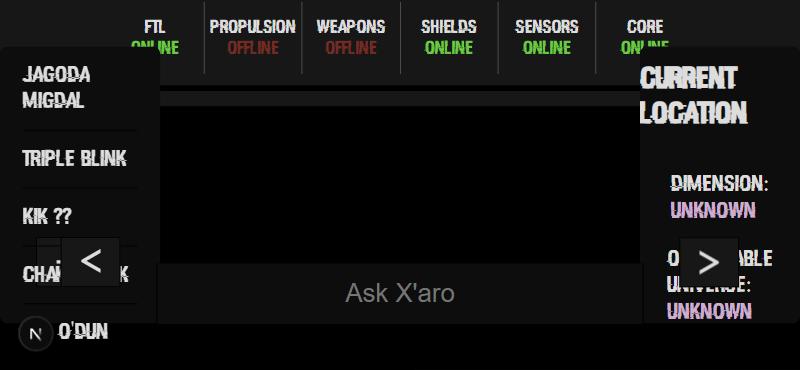 FTL PROPULSION WEAPONS SHIELDS SENSORS CORE
ONLINE OFFLINE OFFLINE ONLINE ONLINE ONLINE
JAGODA
MIGDAL
TRIPLE BLINK
KIK ??
<
O'DUN
N
Ask X'aro
CURRENT
LOCATION
DIMENSION:
UNKNOWN
>
UNIVERSE:
UNKNOWN